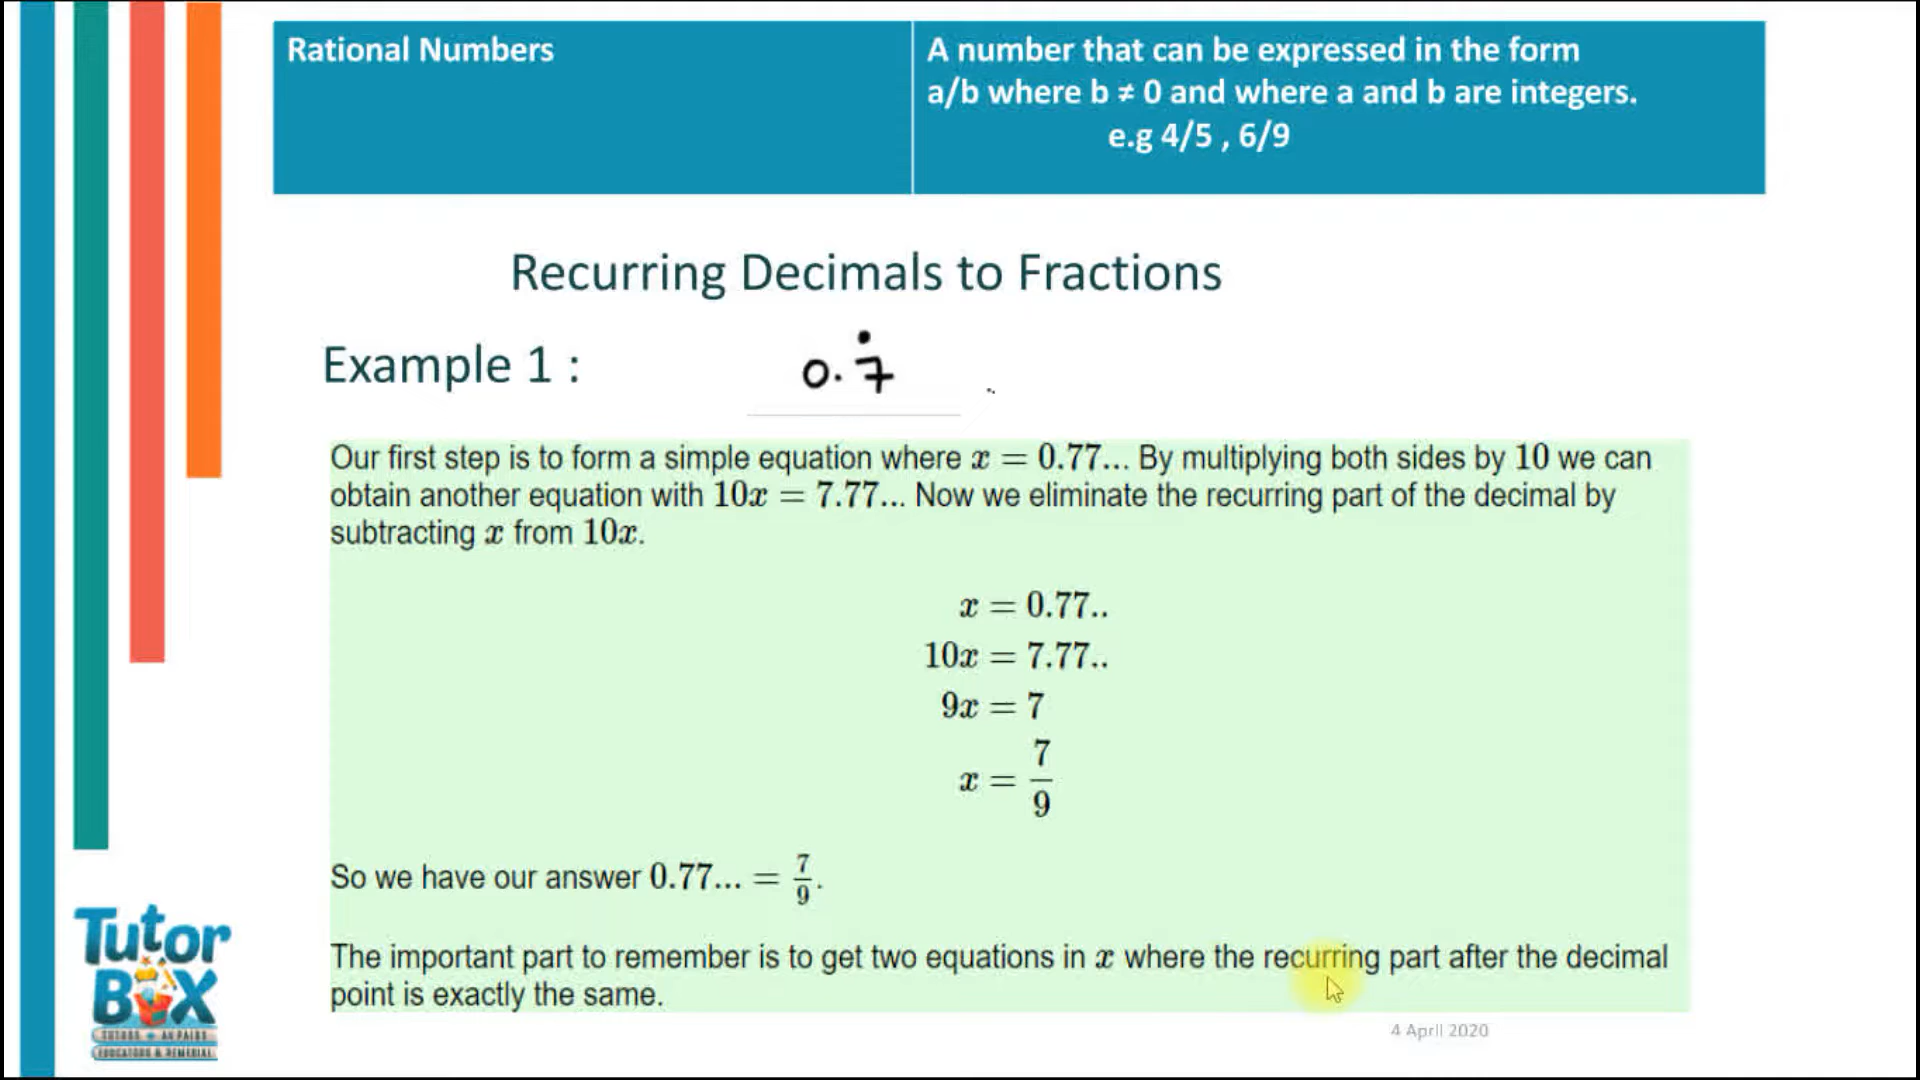 Rational Numbers
A number that can be expressed in the form
a/b where b ≠ 0 and where a and b are integers.
e.g 4/5 , 6/9
Recurring Decimals to Fractions
Example 1 :
0.7̇
Our first step is to form a simple equation where x = 0.77... By multiplying both sides by 10 we can
obtain another equation with 10x = 7.77... Now we eliminate the recurring part of the decimal by
subtracting x from 10x.
x = 0.77..
10x = 7.77..
9x = 7
x = 7/9
So we have our answer 0.77... = 7/9.
The important part to remember is to get two equations in x where the recurring part after the decimal
point is exactly the same.
Tutor
BOX
TUTORS + AU PAIRS
EDUCATORS & REMEDIAL
4 April 2020